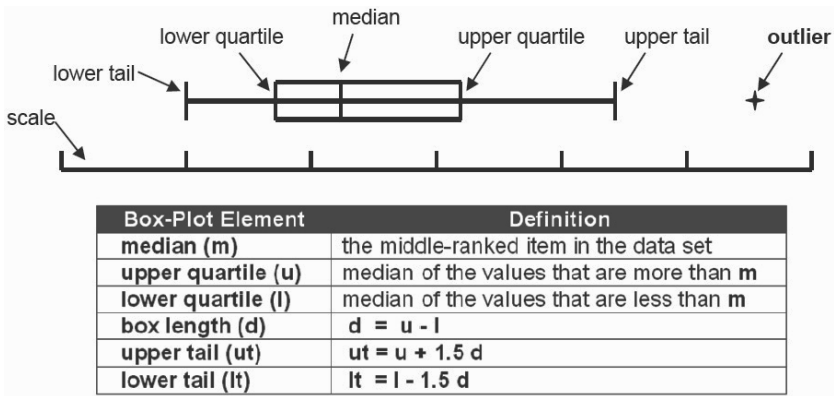 median
lower quartile
upper quartile
upper tail
outlier
lower tail
scale
Box-Plot Element Definition
median (m) the middle-ranked item in the data set
upper quartile (u) median of the values that are more than m
lower quartile (l) median of the values that are less than m
box length (d) d = u - l
upper tail (ut) ut = u + 1.5 d
lower tail (lt) lt = l - 1.5 d